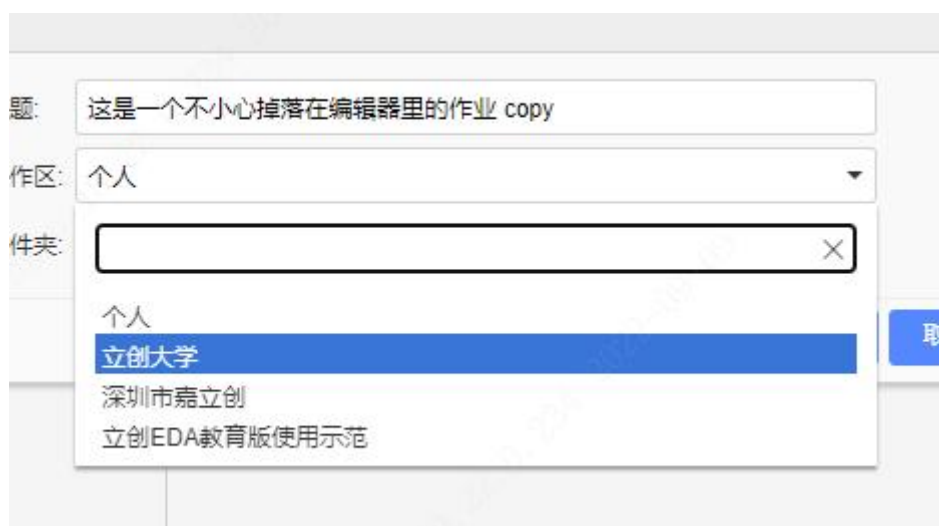 题: 这是一个不小心掉落在编辑器里的作业 copy
作区: 个人
件夹:
个人
立创大学
深圳市嘉立创
立创EDA教育版使用示范
取